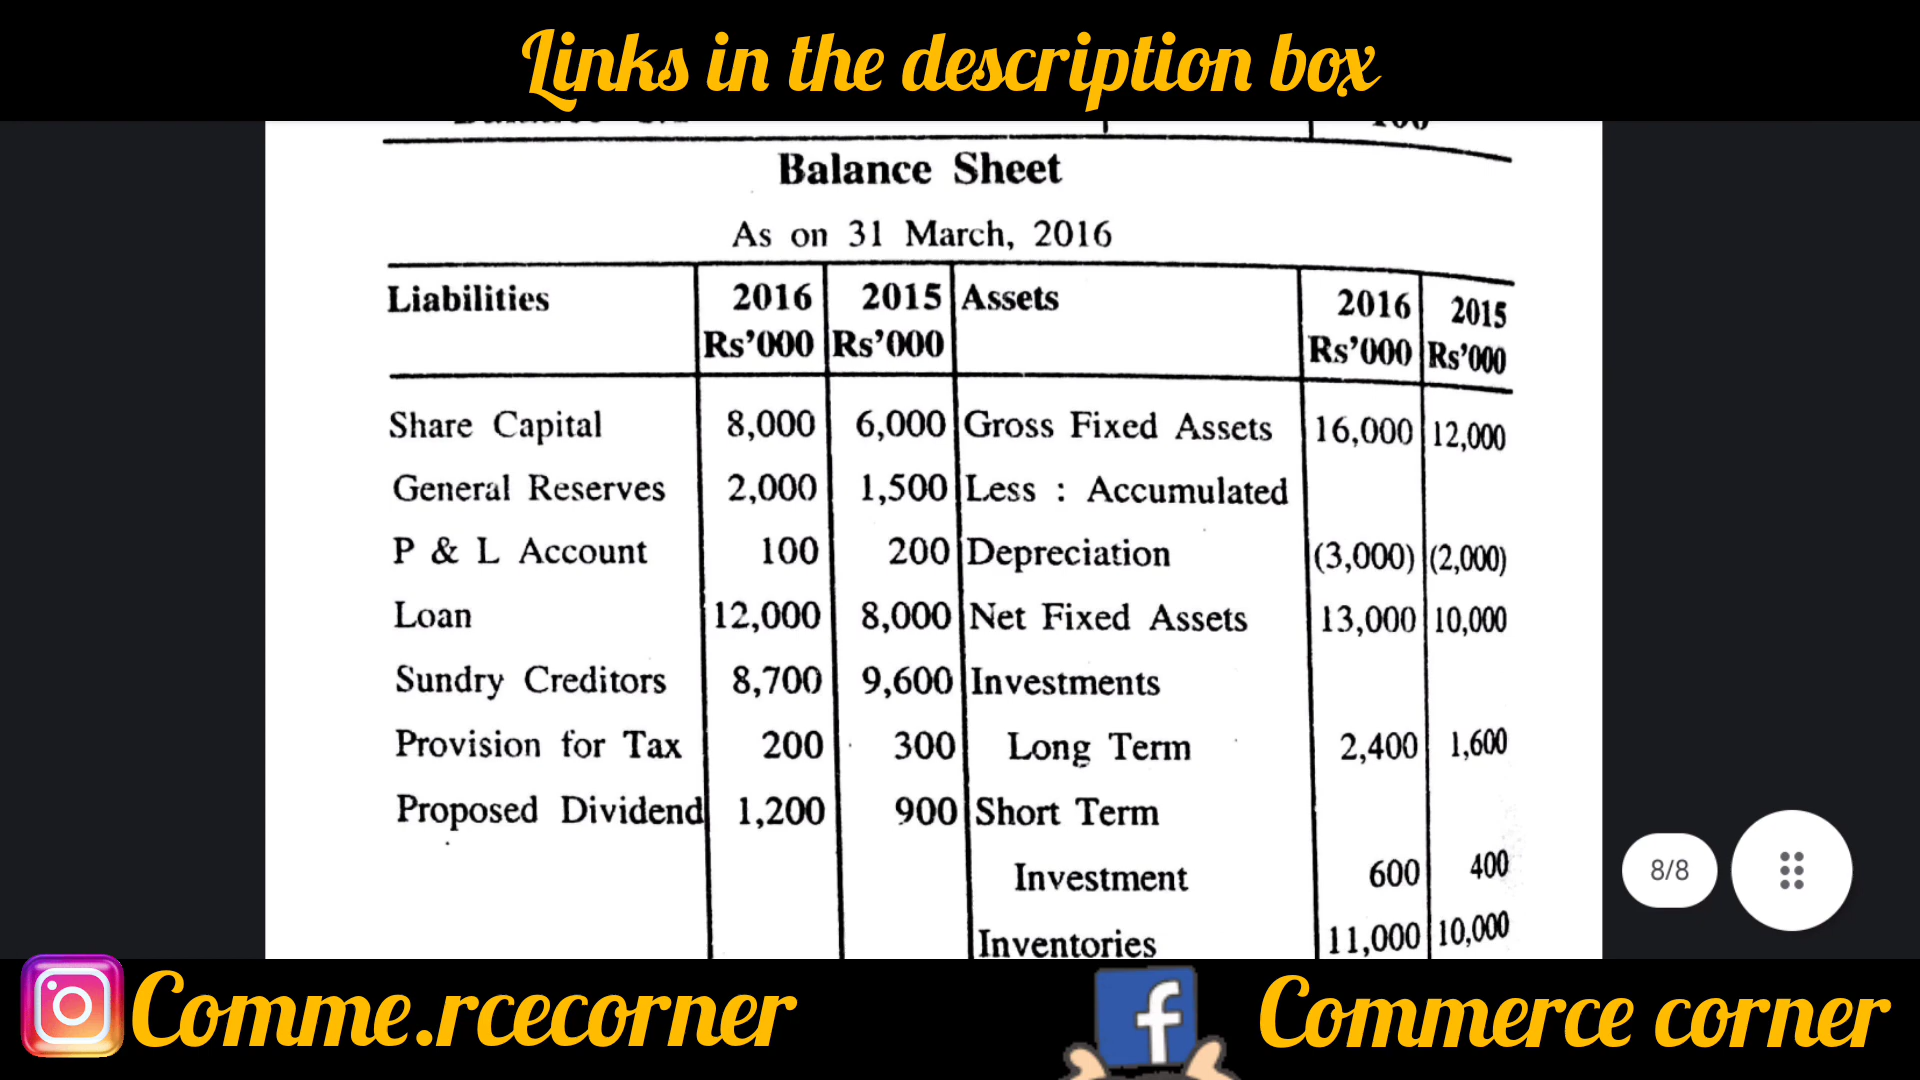 Links in the description box
100
Balance Sheet
As on 31 March, 2016
Liabilities 2016 2015 Assets 2016 2015
Rs'000 Rs'000 Rs'000 Rs'000
Share Capital 8,000 6,000 Gross Fixed Assets 16,000 12,000
General Reserves 2,000 1,500 Less : Accumulated
P & L Account 100 200 Depreciation (3,000) (2,000)
Loan 12,000 8,000 Net Fixed Assets 13,000 10,000
Sundry Creditors 8,700 9,600 Investments
Provision for Tax 200 300 Long Term 2,400 1,600
Proposed Dividend 1,200 900 Short Term
Investment 600 400
Inventories 11,000 10,000
8/8
Comme.rcecorner
f Commerce corner